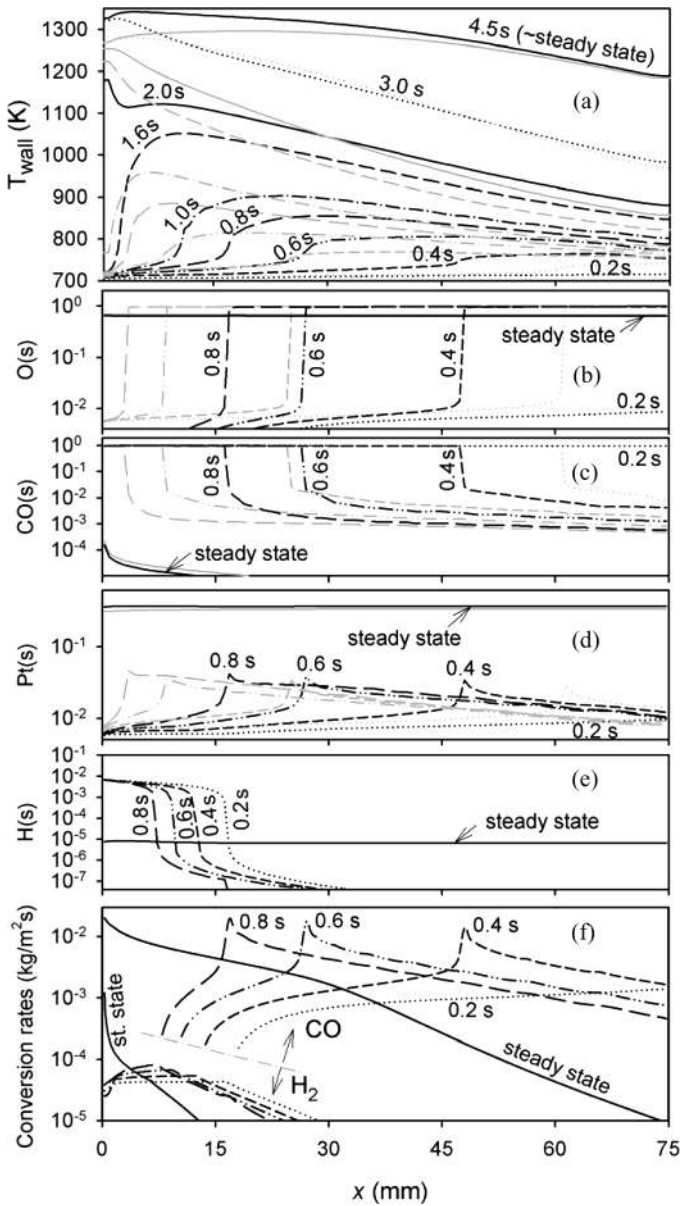 1300
1200
1100
1000
900
800
700
T_wall (K)
4.5s (~steady state)
3.0s
(a)
2.0s
1.6s
1.0s
0.8s
0.6s
0.4s
0.2s
10^0
10^-1
10^-2
O(s)
steady state
0.8 s
0.6 s
0.4 s
(b)
0.2 s
10^0
10^-1
10^-2
10^-3
10^-4
CO(s)
0.8s
0.6s
0.4s
0.2s
(c)
steady state
10^-1
10^-2
Pt(s)
steady state
(d)
0.8 s
0.6 s
0.4 s
0.2 s
10^-1
10^-2
10^-3
10^-4
10^-5
10^-6
10^-7
H(s)
(e)
0.8s
0.6s
0.4s
0.2s
steady state
10^-2
10^-3
10^-4
10^-5
Conversion rates (kg/m²s)
0.8 s
0.6 s
0.4 s
(f)
st. state
0.2 s
CO
H₂
steady state
0
15
30
45
60
75
x (mm)